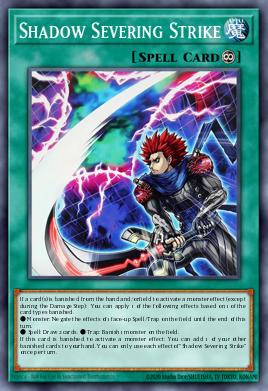 SHADOW SEVERING STRIKE 魔
[SPELL CARD]
If a card(s) is banished from the hand and/or field to activate a monster effect (except
during the Damage Step): You can apply 1 of the following effects based on 1 of the
card types banished.
●Monster: Negate the effects of 1 face-up Spell/Trap on the field until the end of this
turn.
● Spell: Draw 2 cards. ●Trap: Banish 1 monster on the field.
If this card is banished to activate a monster effect: You can add 1 of your other
banished cards to your hand. You can only use each effect of "Shadow Severing Strike"
once per turn.